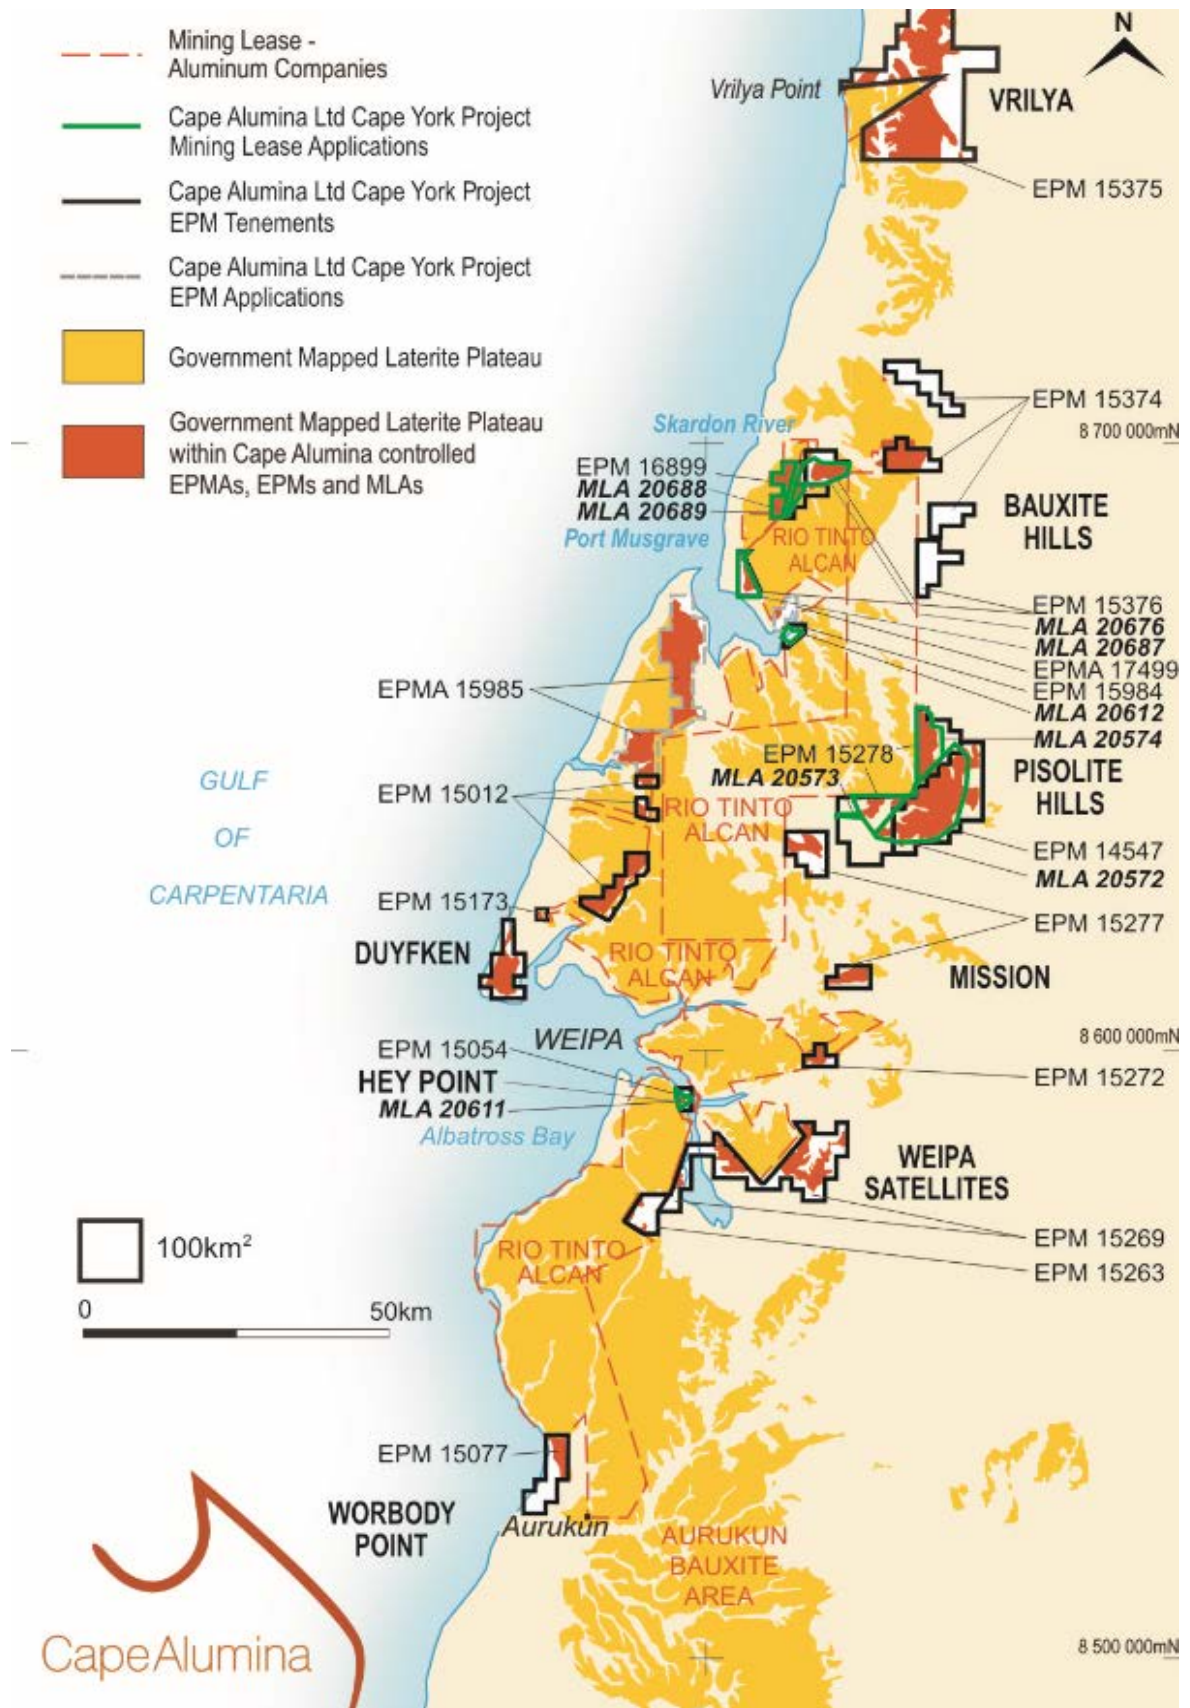 Mining Lease -
Aluminum Companies
Cape Alumina Ltd Cape York Project
Mining Lease Applications
Cape Alumina Ltd Cape York Project
EPM Tenements
Cape Alumina Ltd Cape York Project
EPM Applications
Government Mapped Laterite Plateau
Government Mapped Laterite Plateau
within Cape Alumina controlled
EPMAs, EPMs and MLAs
N
Vrilya Point
VRILYA
EPM 15375
EPM 15374
8 700 000mN
Skardon River
EPM 16899
MLA 20688
MLA 20689
Port Musgrave
RIO TINTO
ALCAN
BAUXITE
HILLS
EPM 15376
MLA 20676
MLA 20687
EPMA 17499
EPM 15984
MLA 20612
MLA 20574
EPMA 15985
EPM 15278
MLA 20573
PISOLITE
HILLS
GULF
OF
CARPENTARIA
EPM 15012
RIO TINTO
ALCAN
EPM 14547
MLA 20572
EPM 15173
EPM 15277
DUYFKEN
RIO TINTO
ALCAN
MISSION
WEIPA
8 600 000mN
EPM 15054
HEY POINT
MLA 20611
Albatross Bay
EPM 15272
WEIPA
SATELLITES
EPM 15269
EPM 15263
100km2
0 50km
RIO TINTO
ALCAN
EPM 15077
WORBODY
POINT
Aurukun
AURUKUN
BAUXITE
AREA
8 500 000mN
CapeAlumina